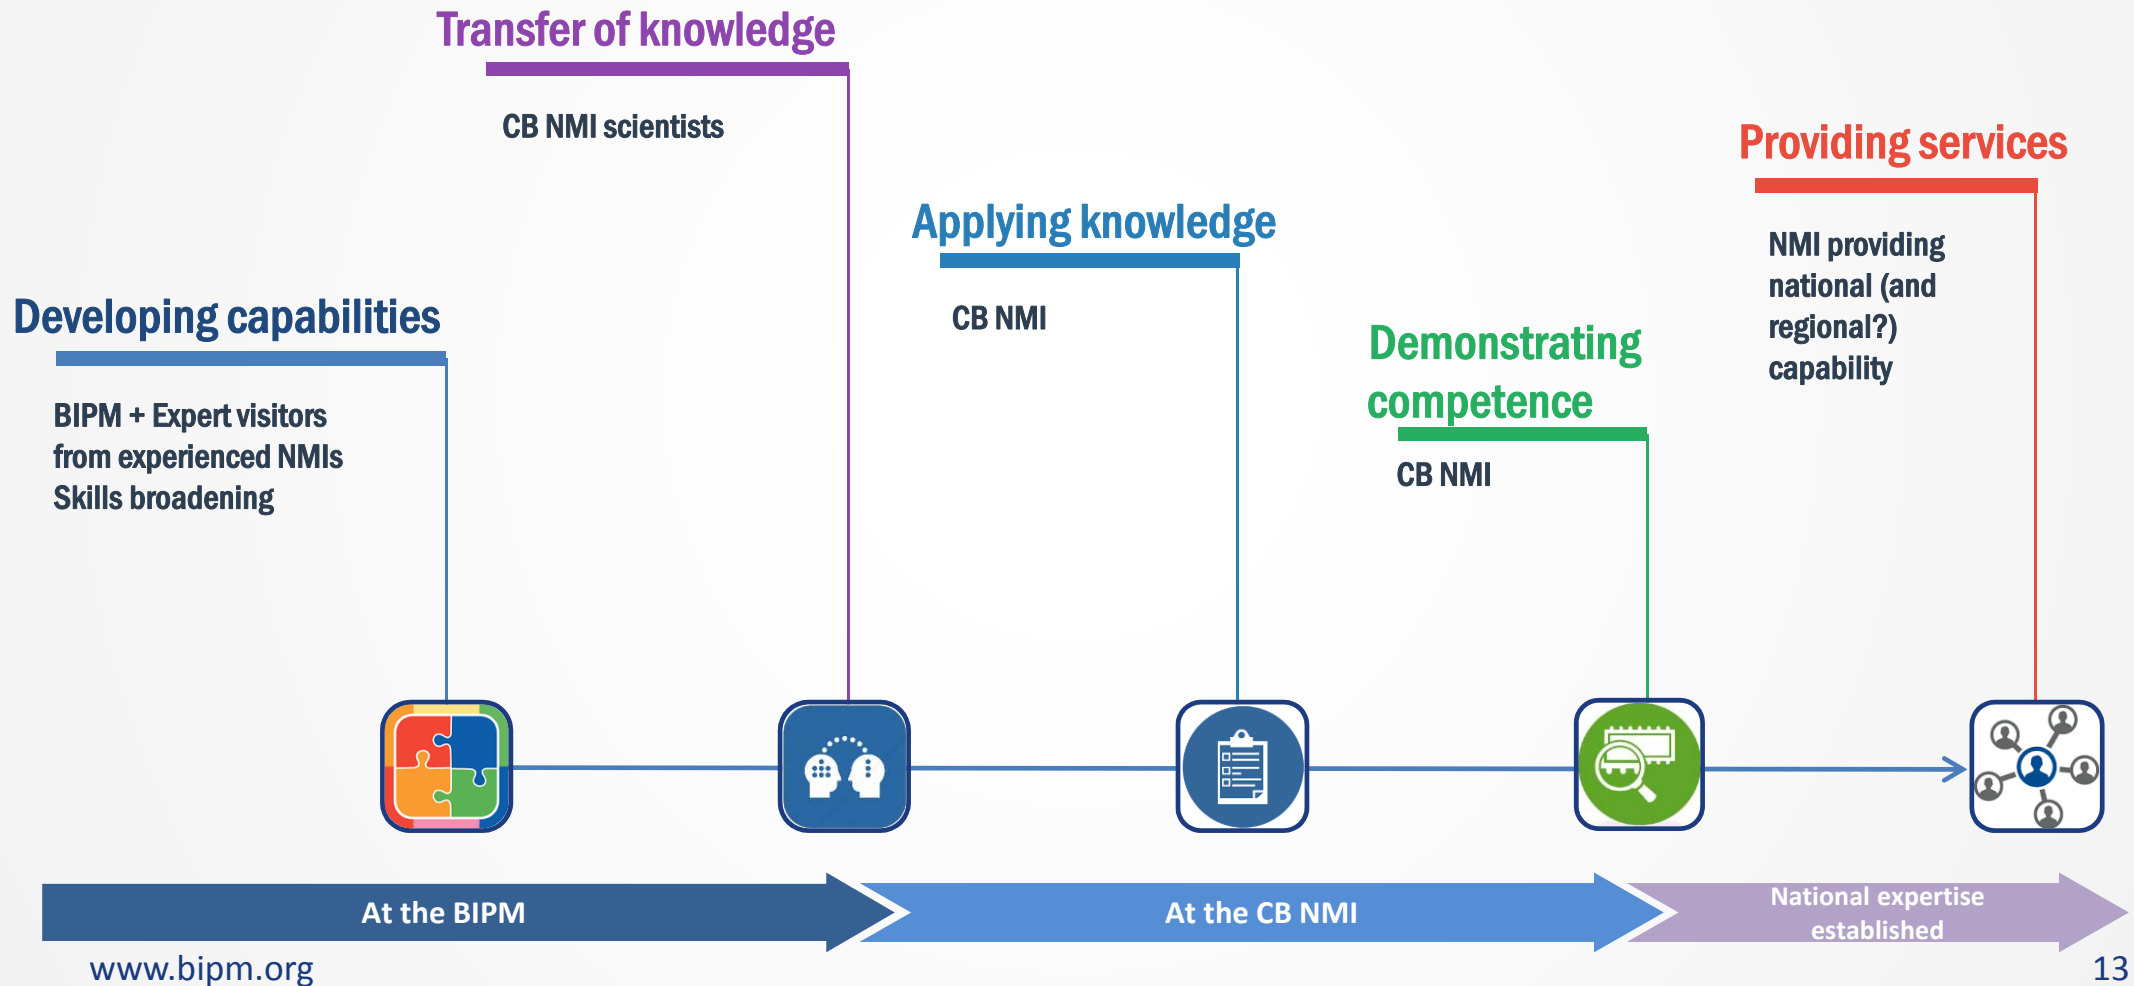 Transfer of knowledge
CB NMI scientists
Providing services
NMI providing
national (and
regional?)
capability
Applying knowledge
CB NMI
Developing capabilities
BIPM + Expert visitors
from experienced NMIs
Skills broadening
Demonstrating
competence
CB NMI
At the BIPM
At the CB NMI
National expertise
established
www.bipm.org
13